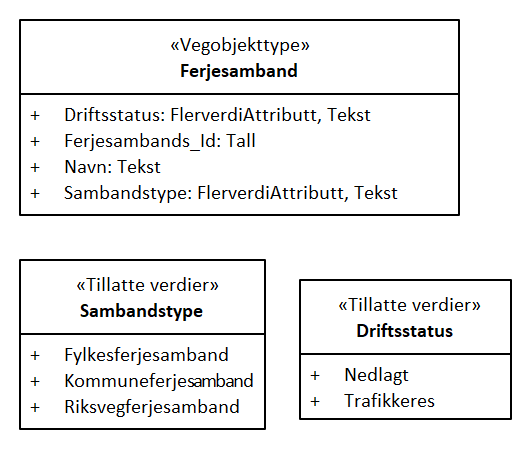 «Vegobjekttype»
Ferjesamband
+ Driftsstatus: FlerverdiAttributt, Tekst
+ Ferjesambands_Id: Tall
+ Navn: Tekst
+ Sambandstype: FlerverdiAttributt, Tekst
«Tillatte verdier»
Sambandstype
+ Fylkesferjesamband
+ Kommuneferjesamband
+ Riksvegferjesamband
«Tillatte verdier»
Driftsstatus
+ Nedlagt
+ Trafikkeres